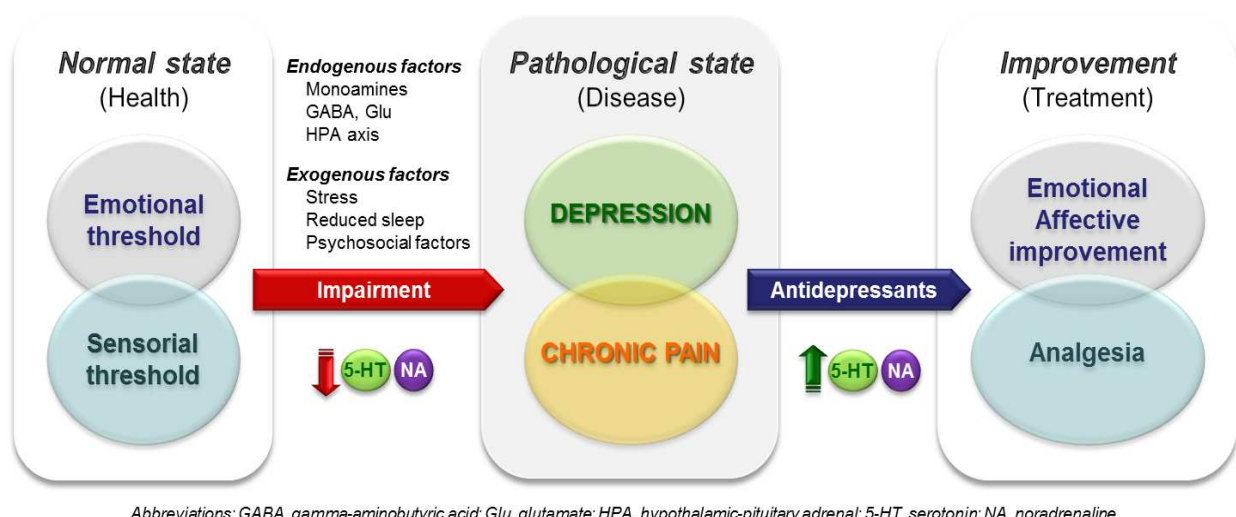 Normal state
(Health)
Emotional
threshold
Sensorial
threshold
Endogenous factors
Monoamines
GABA, Glu
HPA axis
Exogenous factors
Stress
Reduced sleep
Psychosocial factors
Impairment
5-HT NA
Pathological state
(Disease)
DEPRESSION
CHRONIC PAIN
Antidepressants
5-HT NA
Improvement
(Treatment)
Emotional
Affective
improvement
Analgesia
Abbreviations: GABA, gamma-aminobutyric acid; Glu, glutamate; HPA, hypothalamic-pituitary adrenal; 5-HT, serotonin; NA, noradrenaline